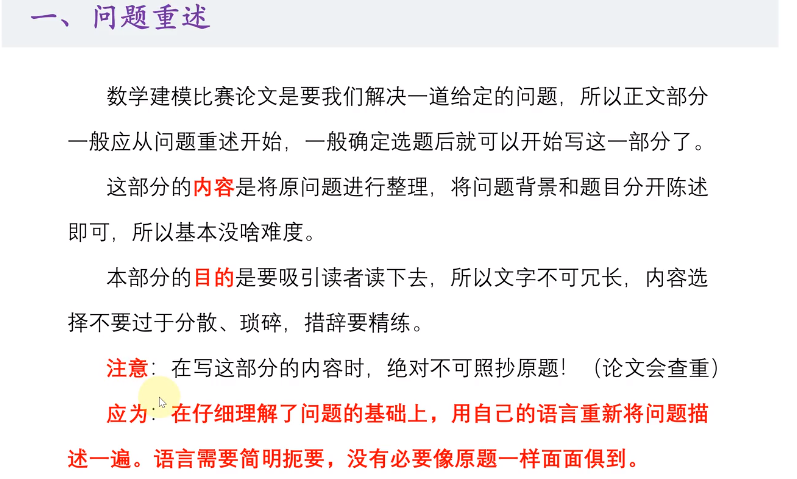 一、问题重述
数学建模比赛论文是要我们解决一道给定的问题，所以正文部分
一般应从问题重述开始，一般确定选题后就可以开始写这一部分了。
这部分的内容是将原问题进行整理，将问题背景和题目分开陈述
即可，所以基本没啥难度。
本部分的目的是要吸引读者读下去，所以文字不可冗长，内容选
择不要过于分散、琐碎，措辞要精练。
注意：在写这部分的内容时，绝对不可照抄原题！（论文会查重）
应为：在仔细理解了问题的基础上，用自己的语言重新将问题描
述一遍。语言需要简明扼要，没有必要像原题一样面面俱到。